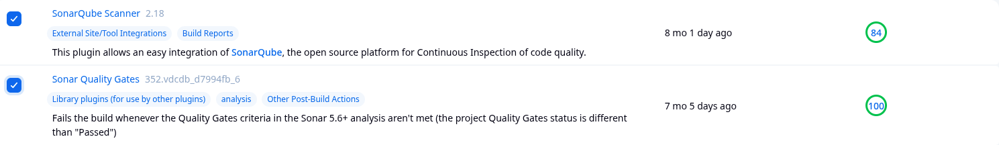 SonarQube Scanner 2.18
External Site/Tool Integrations Build Reports
8 mo 1 day ago 84
This plugin allows an easy integration of SonarQube, the open source platform for Continuous Inspection of code quality.
Sonar Quality Gates 352.vdcdb_d7994fb_6
Library plugins (for use by other plugins) analysis Other Post-Build Actions
7 mo 5 days ago 100
Fails the build whenever the Quality Gates criteria in the Sonar 5.6+ analysis aren't met (the project Quality Gates status is different
than "Passed")